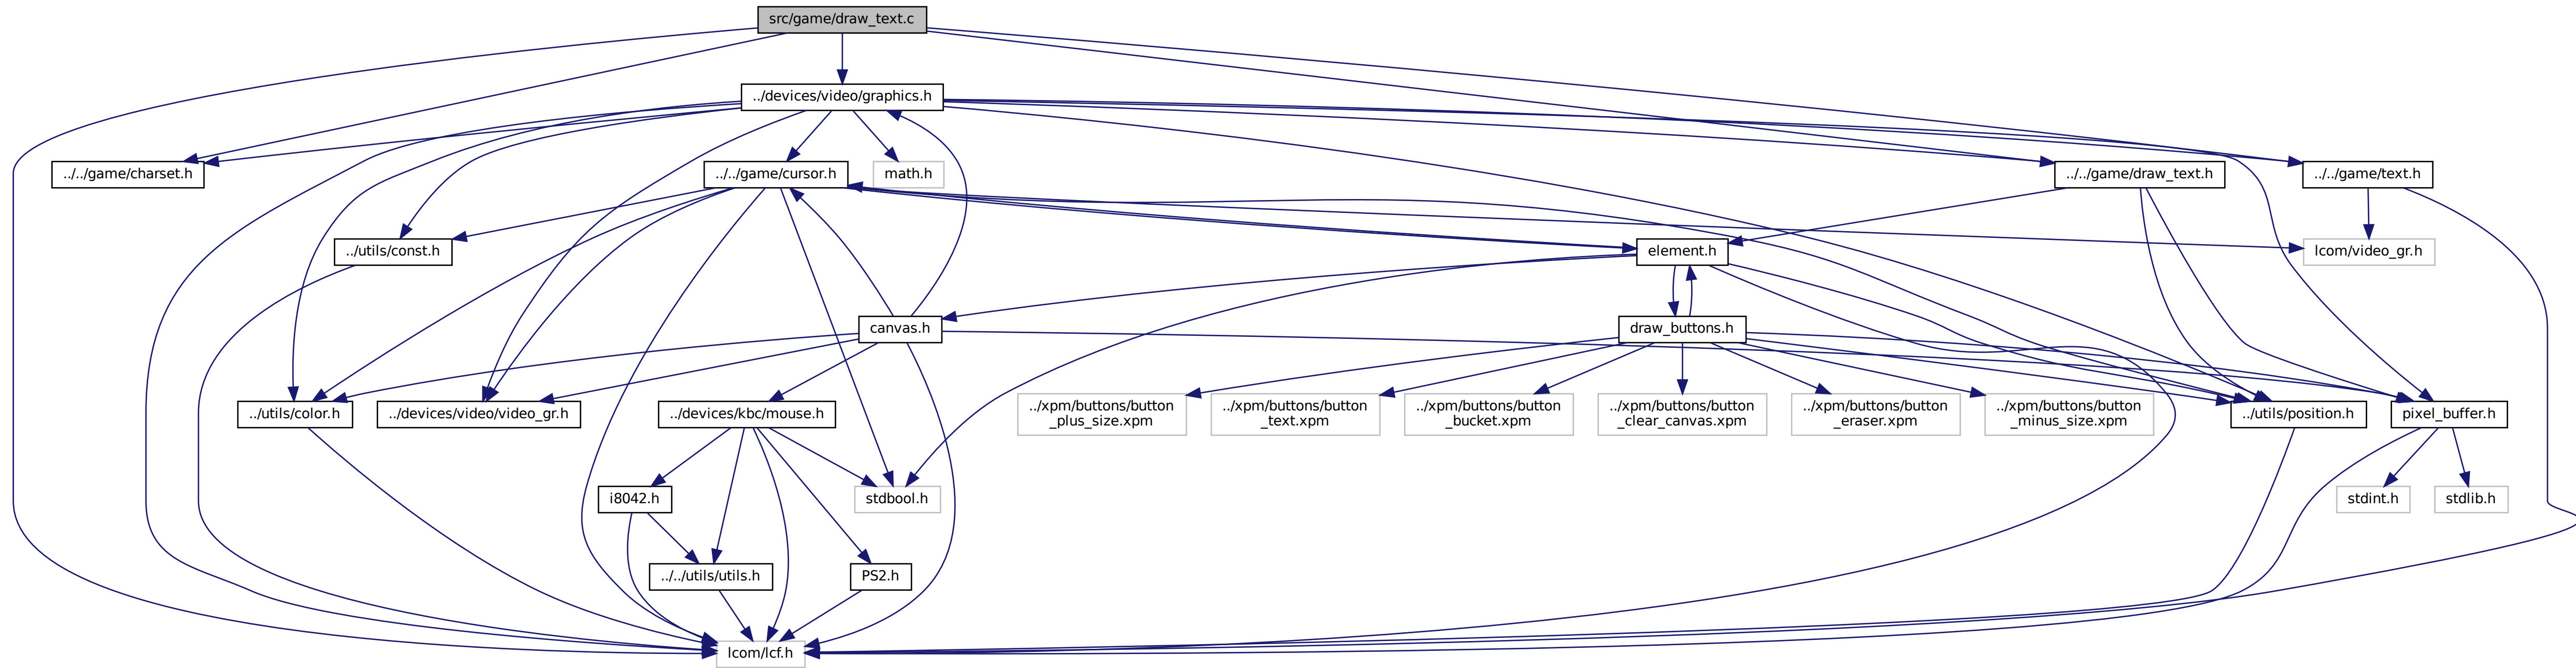 src/game/draw_text.c
../devices/video/graphics.h
../../game/charset.h
../../game/cursor.h
math.h
../../game/draw_text.h
../../game/text.h
../utils/const.h
element.h
lcom/video_gr.h
canvas.h
draw_buttons.h
../utils/color.h
../devices/video/video_gr.h
../devices/kbc/mouse.h
../xpm/buttons/button
_plus_size.xpm
../xpm/buttons/button
_text.xpm
../xpm/buttons/button
_bucket.xpm
../xpm/buttons/button
_clear_canvas.xpm
../xpm/buttons/button
_eraser.xpm
../xpm/buttons/button
_minus_size.xpm
../utils/position.h
pixel_buffer.h
i8042.h
stdbool.h
stdint.h
stdlib.h
../../utils/utils.h
PS2.h
lcom/lcf.h